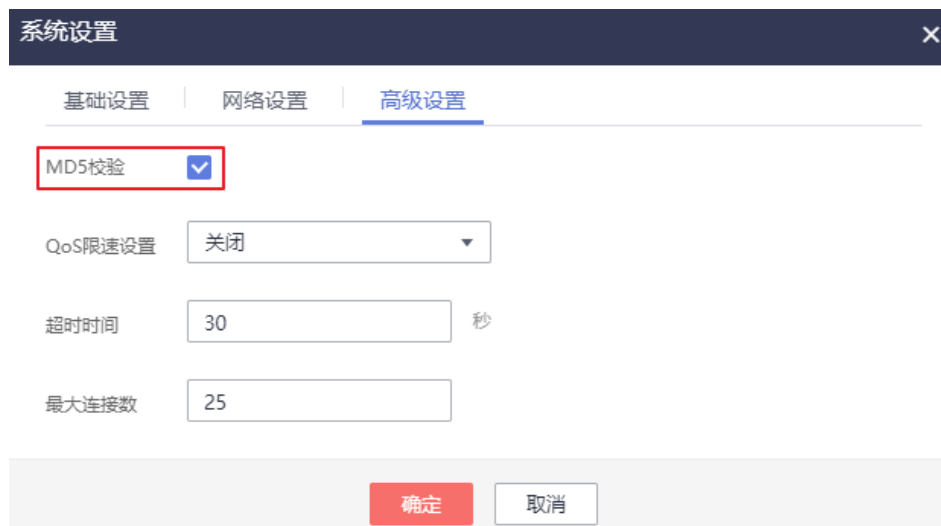 系统设置
基础设置 网络设置 高级设置
MD5校验
QoS限速设置 关闭
超时时间 30 秒
最大连接数 25
确定 取消